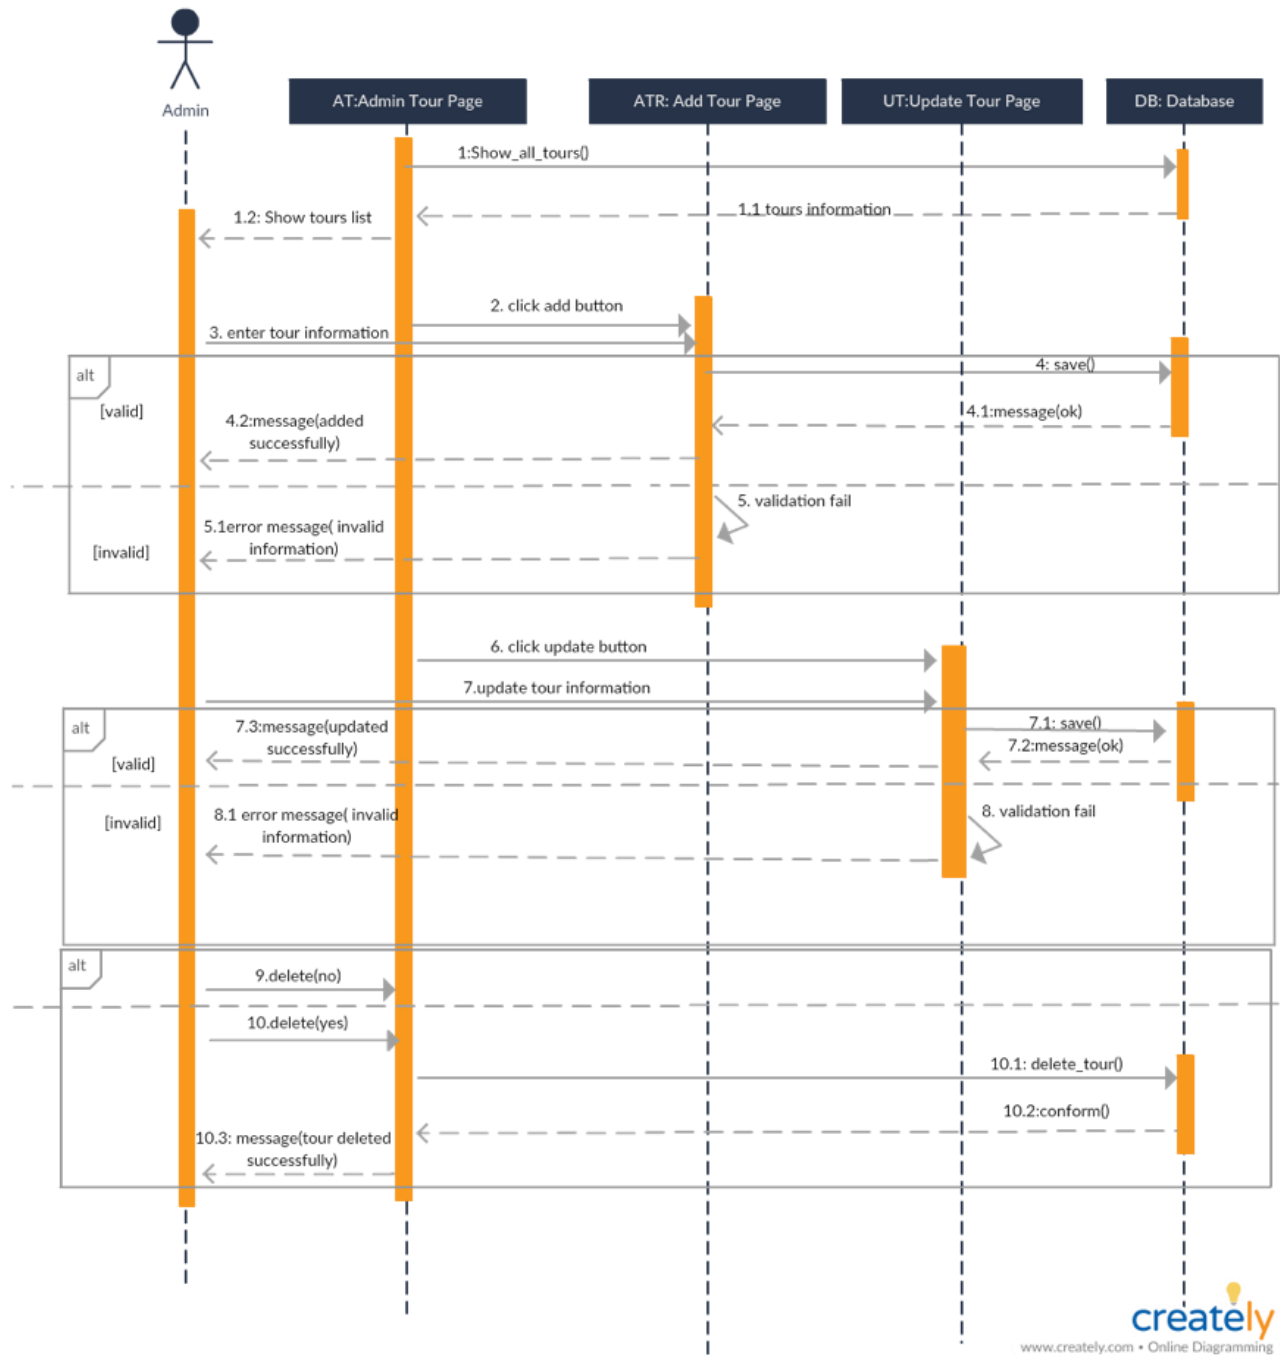 Admin
AT:Admin Tour Page
ATR: Add Tour Page
UT:Update Tour Page
DB: Database
1:Show_all_tours()
1.1 tours information
1.2: Show tours list
2. click add button
3. enter tour information
alt
4: save()
[valid]
4.1:message(ok)
4.2:message(added
successfully)
5. validation fail
5.1error message( invalid
information)
[invalid]
6. click update button
7.update tour information
alt
7.1: save()
7.2:message(ok)
7.3:message(updated
successfully)
[valid]
8. validation fail
[invalid]
8.1 error message( invalid
information)
alt
9.delete(no)
10.delete(yes)
10.1: delete_tour()
10.2:conform()
10.3: message(tour deleted
successfully)
creately
www.creately.com • Online Diagramming